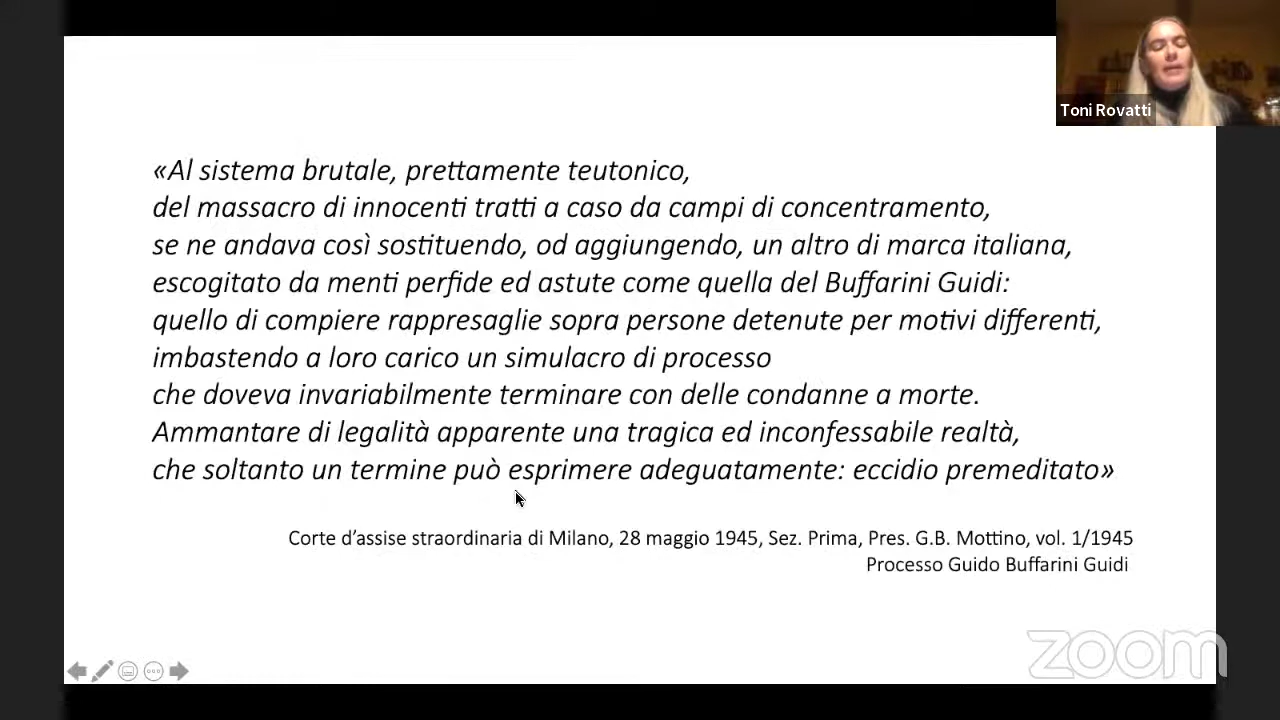 Toni Rovatti
«Al sistema brutale, prettamente teutonico,
del massacro di innocenti tratti a caso da campi di concentramento,
se ne andava così sostituendo, od aggiungendo, un altro di marca italiana,
escogitato da menti perfide ed astute come quella del Buffarini Guidi:
quello di compiere rappresaglie sopra persone detenute per motivi differenti,
imbastendo a loro carico un simulacro di processo
che doveva invariabilmente terminare con delle condanne a morte.
Ammantare di legalità apparente una tragica ed inconfessabile realtà,
che soltanto un termine può esprimere adeguatamente: eccidio premeditato»
Corte d’assise straordinaria di Milano, 28 maggio 1945, Sez. Prima, Pres. G.B. Mottino, vol. 1/1945
Processo Guido Buffarini Guidi
zoom